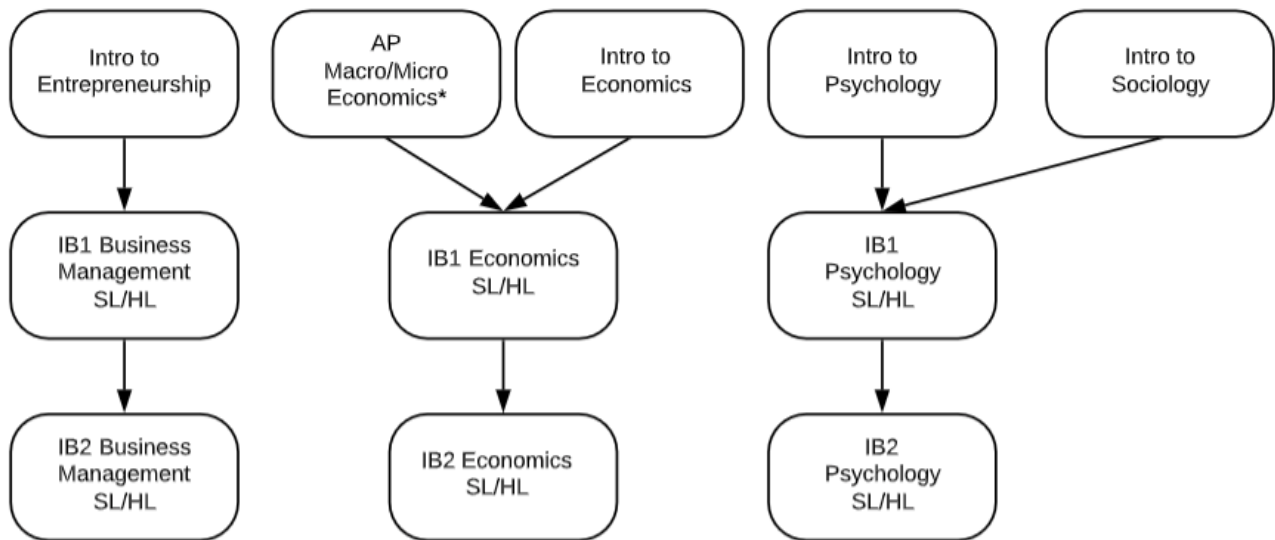 Intro to
Entrepreneurship
AP
Macro/Micro
Economics*
Intro to
Economics
Intro to
Psychology
Intro to
Sociology
IB1 Business
Management
SL/HL
IB1 Economics
SL/HL
IB1
Psychology
SL/HL
IB2 Business
Management
SL/HL
IB2 Economics
SL/HL
IB2
Psychology
SL/HL